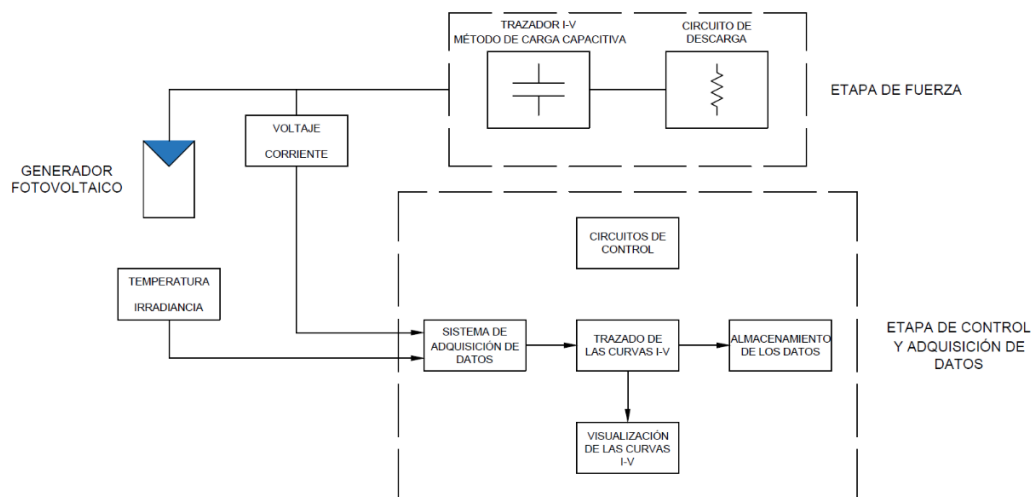 TRAZADOR I-V
MÉTODO DE CARGA CAPACITIVA
CIRCUITO DE
DESCARGA
ETAPA DE FUERZA
VOLTAJE
CORRIENTE
GENERADOR
FOTOVOLTAICO
CIRCUITOS DE
CONTROL
TEMPERATURA
IRRADIANCIA
SISTEMA DE
ADQUISICIÓN DE
DATOS
TRAZADO DE
LAS CURVAS I-V
ALMACENAMIENTO
DE LOS DATOS
ETAPA DE CONTROL
Y ADQUISICIÓN DE
DATOS
VISUALIZACIÓN
DE LAS CURVAS
I-V